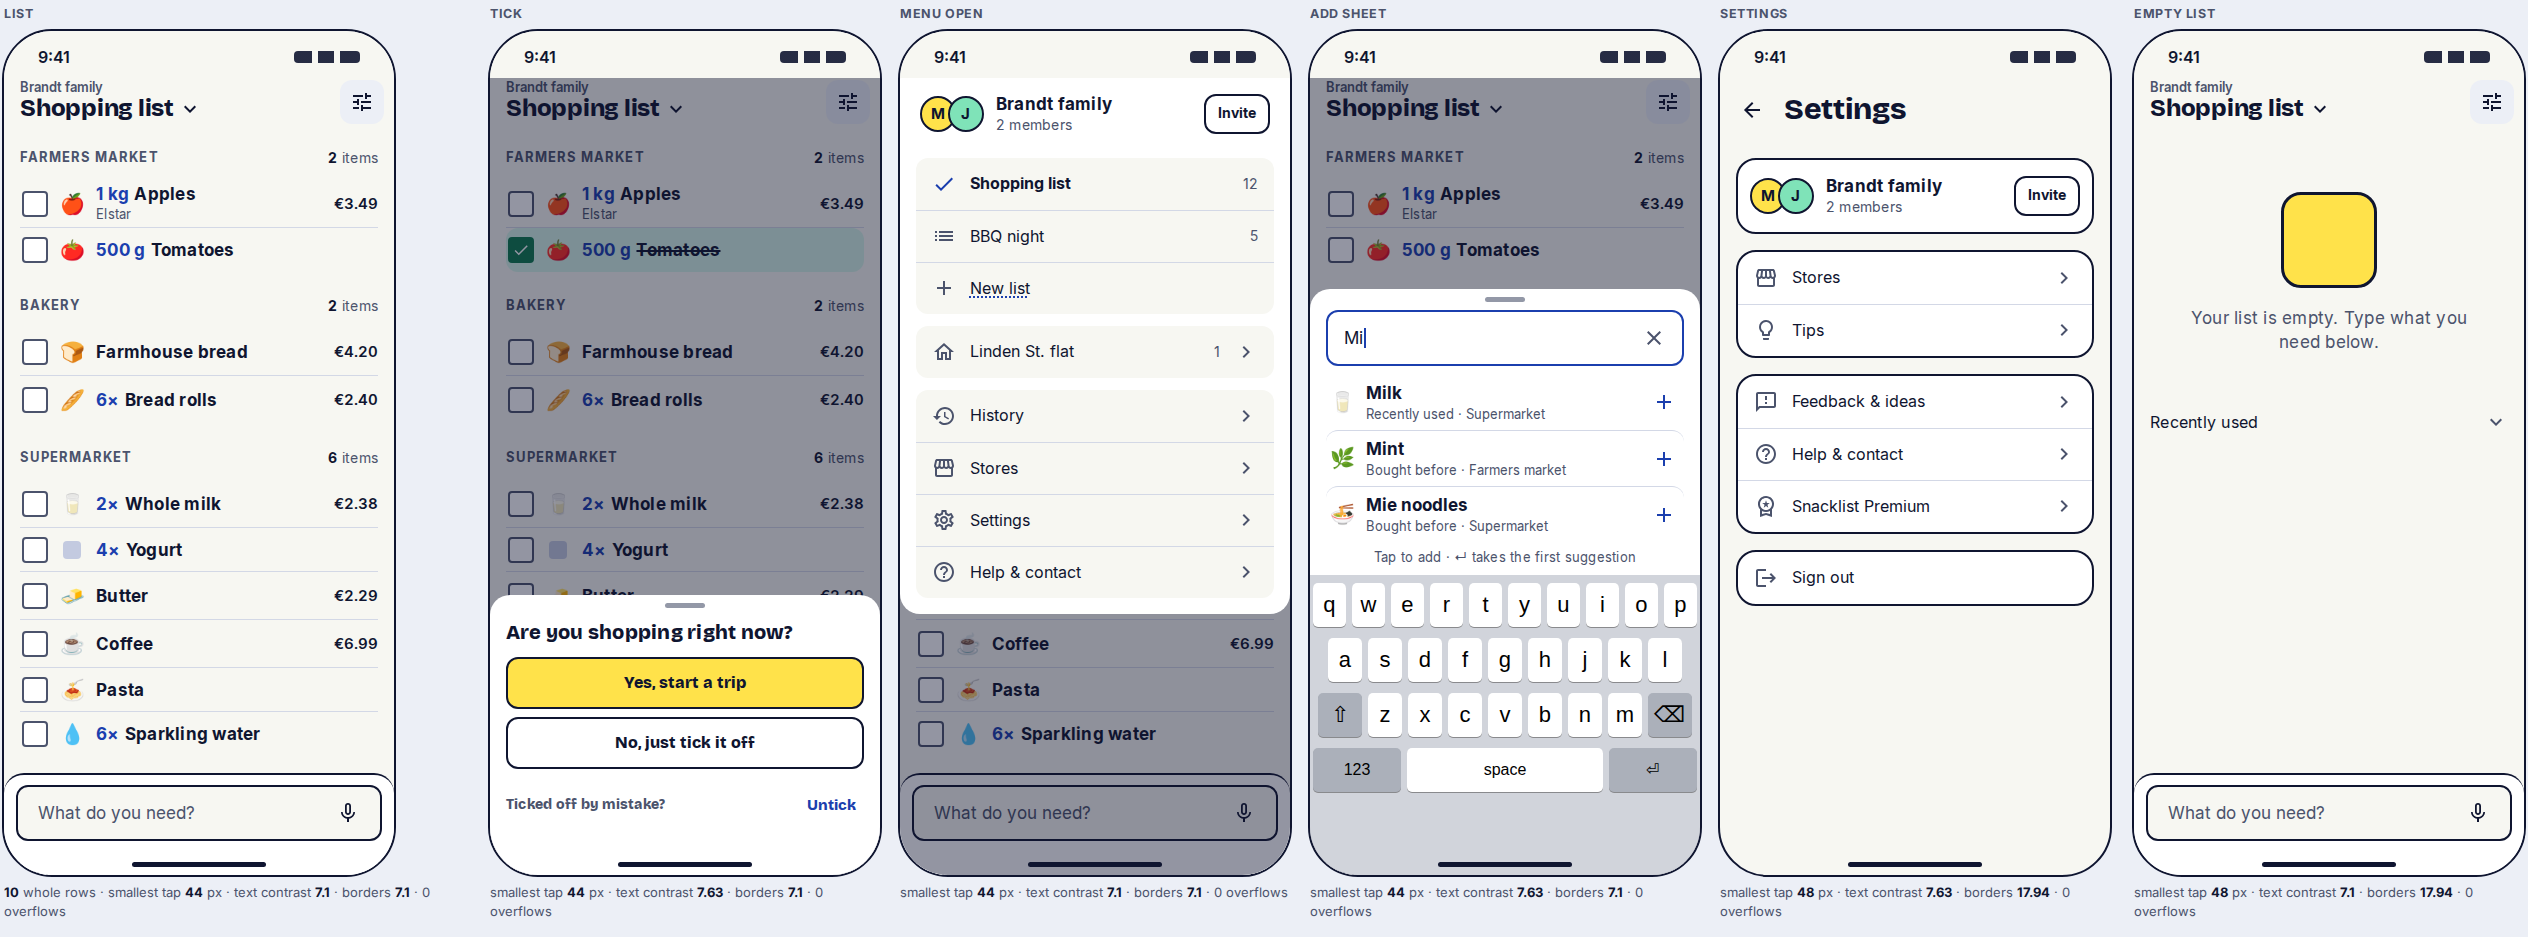 LIST
9:41
Brandt family
Shopping list
FARMERS MARKET 2 items
1 kg Apples €3.49
Elstar
500 g Tomatoes
BAKERY 2 items
Farmhouse bread €4.20
6× Bread rolls €2.40
SUPERMARKET 6 items
2× Whole milk €2.38
4× Yogurt
Butter €2.29
Coffee €6.99
Pasta
6× Sparkling water
What do you need?
10 whole rows · smallest tap 44 px · text contrast 7.1 · borders 7.1 · 0
overflows
TICK
9:41
Brandt family
Shopping list
FARMERS MARKET 2 items
1 kg Apples €3.49
Elstar
500 g Tomatoes
BAKERY 2 items
Farmhouse bread €4.20
6× Bread rolls €2.40
SUPERMARKET 6 items
2× Whole milk €2.38
4× Yogurt
Butter €2.29
Are you shopping right now?
Yes, start a trip
No, just tick it off
Ticked off by mistake? Untick
smallest tap 44 px · text contrast 7.63 · borders 7.1 · 0
overflows
MENU OPEN
9:41
M J Brandt family Invite
2 members
Shopping list 12
BBQ night 5
New list
Linden St. flat 1
History
Stores
Settings
Help & contact
Coffee €6.99
Pasta
6× Sparkling water
What do you need?
smallest tap 44 px · text contrast 7.1 · borders 7.1 · 0 overflows
ADD SHEET
9:41
Brandt family
Shopping list
FARMERS MARKET 2 items
1 kg Apples €3.49
Elstar
500 g Tomatoes
Mi
Milk
Recently used · Supermarket
Mint
Bought before · Farmers market
Mie noodles
Bought before · Supermarket
Tap to add · ↵ takes the first suggestion
q w e r t y u i o p
a s d f g h j k l
⇧ z x c v b n m ⌫
123 space ⏎
smallest tap 44 px · text contrast 7.63 · borders 7.1 · 0
overflows
SETTINGS
9:41
Settings
M J Brandt family Invite
2 members
Stores
Tips
Feedback & ideas
Help & contact
Snacklist Premium
Sign out
smallest tap 48 px · text contrast 7.63 · borders 17.94 · 0
overflows
EMPTY LIST
9:41
Brandt family
Shopping list
Your list is empty. Type what you
need below.
Recently used
What do you need?
smallest tap 48 px · text contrast 7.1 · borders 17.94 · 0
overflows